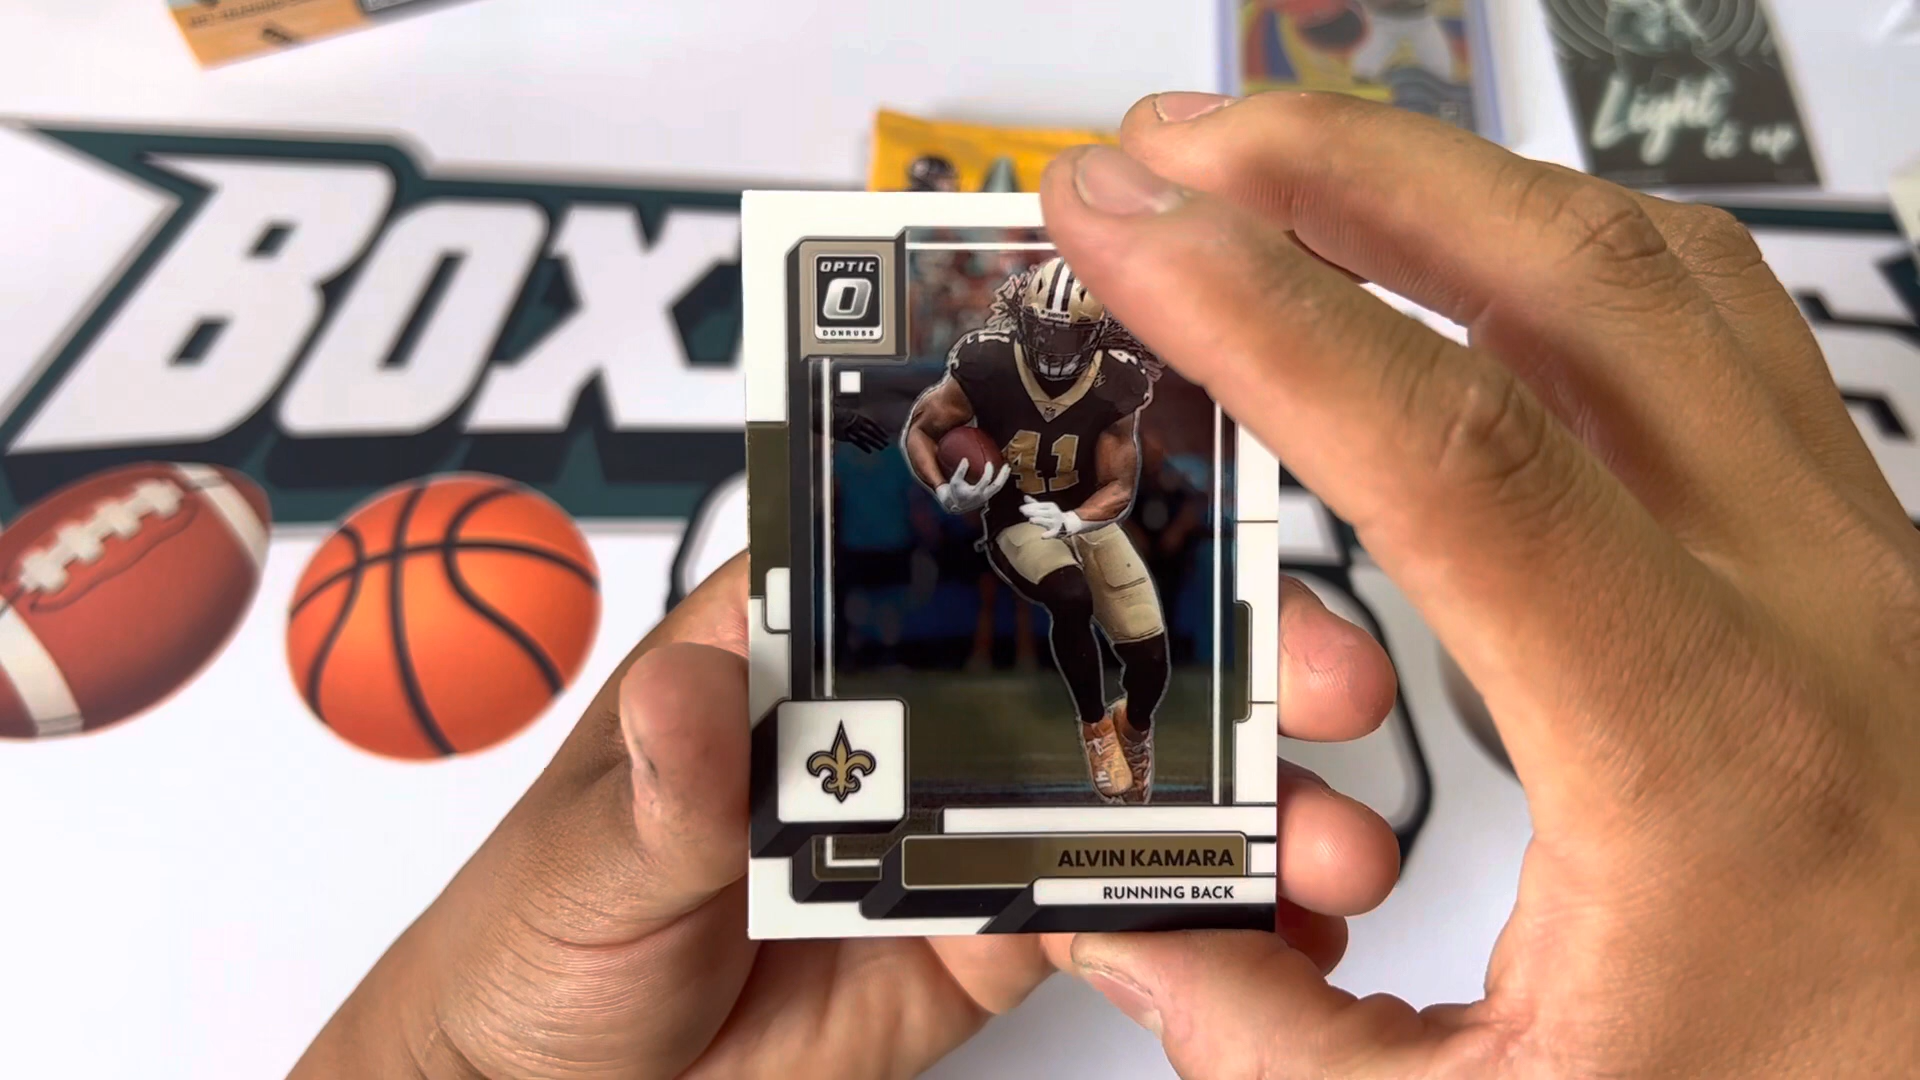 Light
it up
BOX
OPTIC
DONRUSS
41
ALVIN KAMARA
RUNNING BACK